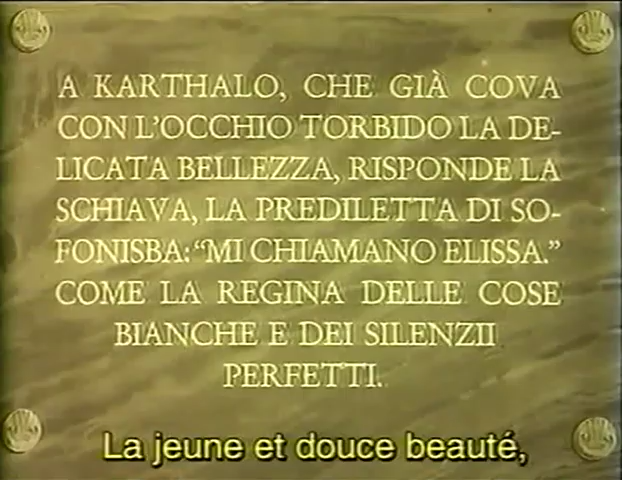 A KARTHALO, CHE GIÀ COVA
CON L'OCCHIO TORBIDO LA DE-
LICATA BELLEZZA, RISPONDE LA
SCHIAVA, LA PREDILETTA DI SO-
FONISBA: "MI CHIAMANO ELISSA."
COME LA REGINA DELLE COSE
BIANCHE E DEI SILENZII
PERFETTI.
La jeune et douce beauté,